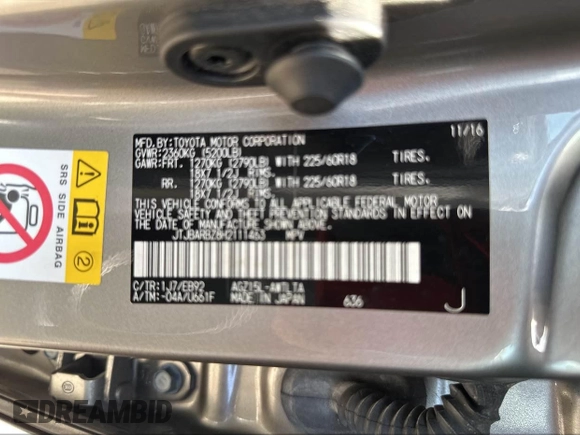 MFD.BY:TOYOTA MOTOR CORPORATION 11/16
GVWR:2360KG (5200LB)
GAWR:FRT. 1270KG (2790LB) WITH 225/60R18 TIRES.
18X7 1/2J RIMS.
RR. 1270KG (2790LB) WITH 225/60R18 TIRES.
18X7 1/2J RIMS.
THIS VEHICLE CONFORMS TO ALL APPLICABLE FEDERAL MOTOR
VEHICLE SAFETY AND THEFT PREVENTION STANDARDS IN EFFECT ON
THE DATE OF MANUFACTURE SHOWN ABOVE.
JTJBARBZ8H2111463 MPV
C/TR:1J7/EB92 AGZ15L-AWTLTA
A/TM:-04A/U661F MADE IN JAPAN 636 J
SRS SIDE AIRBAG
2
DREAMBID